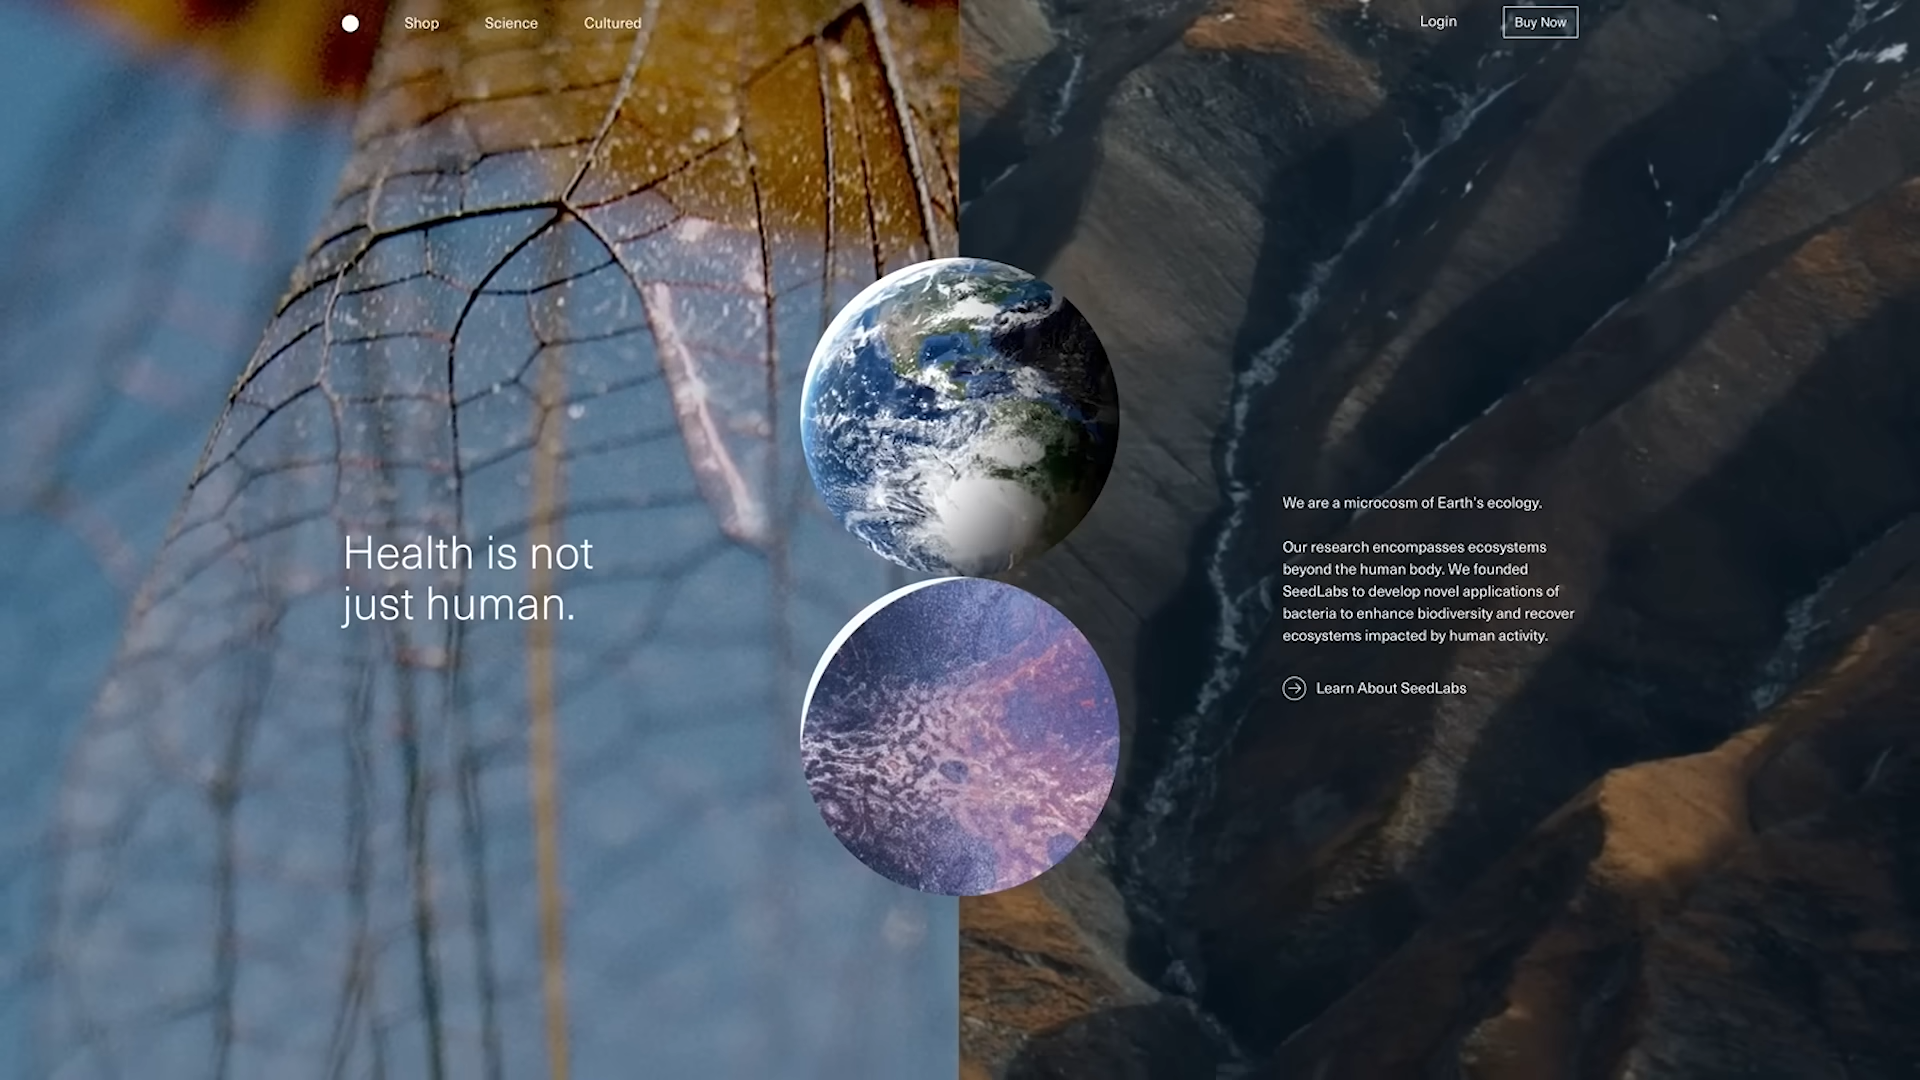 Shop
Science
Cultured
Login
Buy Now
Health is not
just human.
We are a microcosm of Earth's ecology.
Our research encompasses ecosystems
beyond the human body. We founded
SeedLabs to develop novel applications of
bacteria to enhance biodiversity and recover
ecosystems impacted by human activity.
Learn About SeedLabs